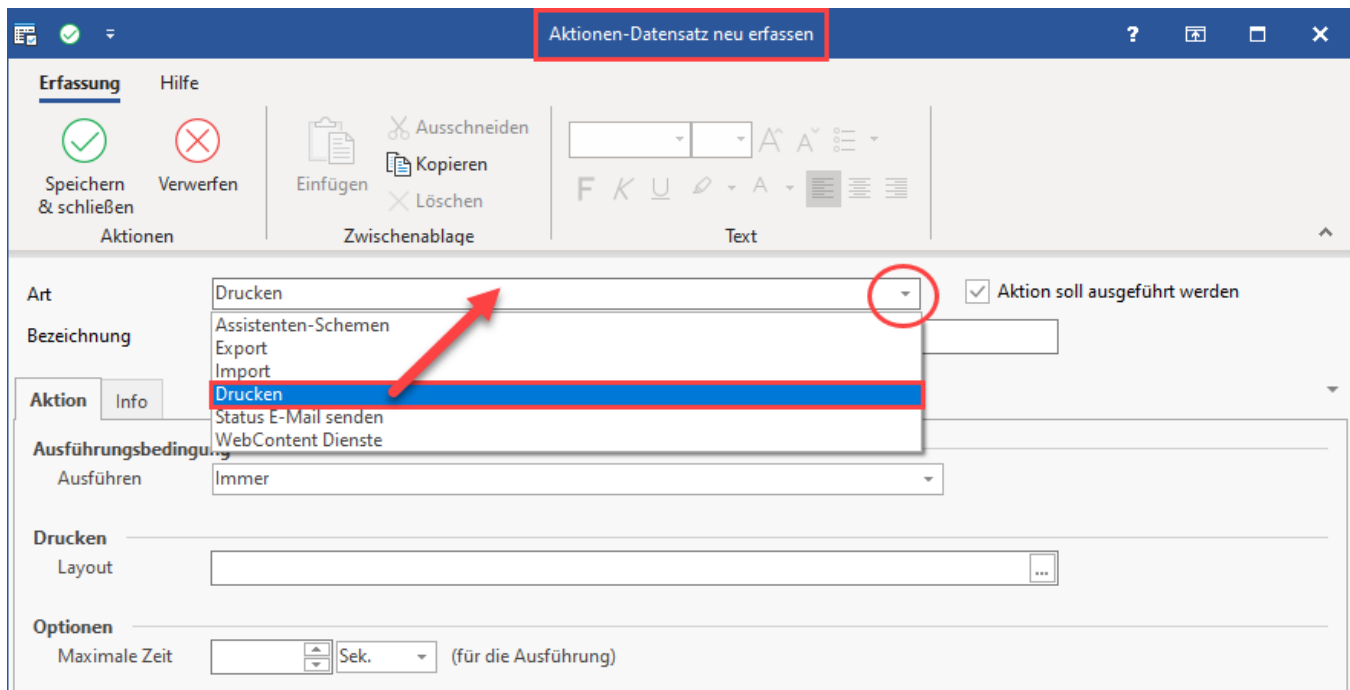 Aktionen-Datensatz neu erfassen
?
Erfassung Hilfe
Speichern & schließen
Verwerfen
Aktionen
Einfügen
Ausschneiden
Kopieren
Löschen
Zwischenablage
F K U A
Text
Art Drucken Aktion soll ausgeführt werden
Bezeichnung
Assistenten-Schemen
Export
Import
Drucken
Status E-Mail senden
WebContent Dienste
Aktion Info
Ausführungsbedingung
Ausführen Immer
Drucken
Layout ...
Optionen
Maximale Zeit Sek. (für die Ausführung)